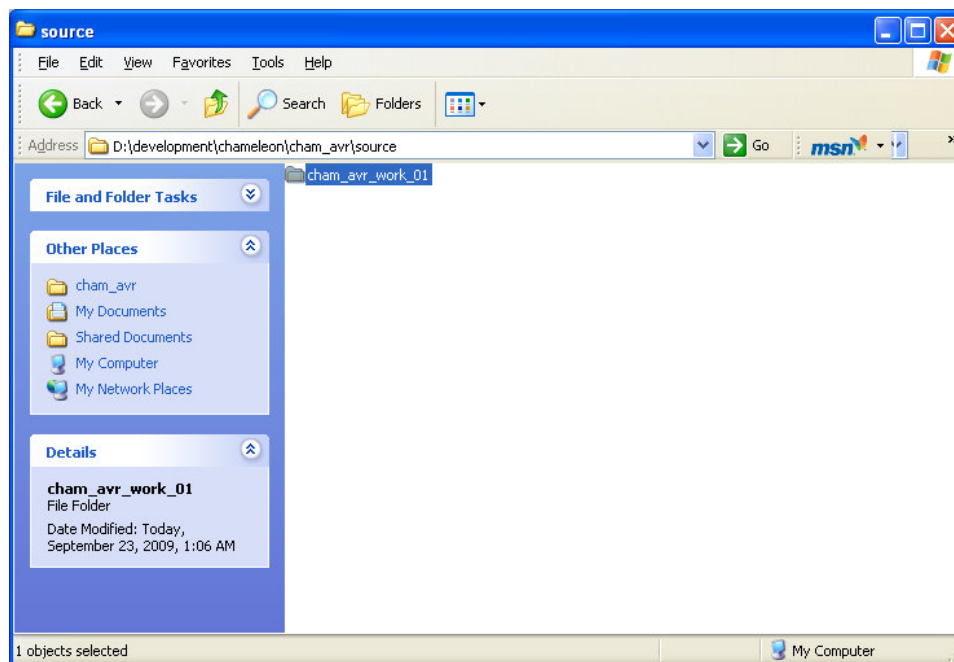 source
File Edit View Favorites Tools Help
Back Search Folders
Address D:\development\chameleon\cham_avr\source Go msn
cham_avr_work_01
File and Folder Tasks
Other Places
cham_avr
My Documents
Shared Documents
My Computer
My Network Places
Details
cham_avr_work_01
File Folder
Date Modified: Today,
September 23, 2009, 1:06 AM
1 objects selected My Computer